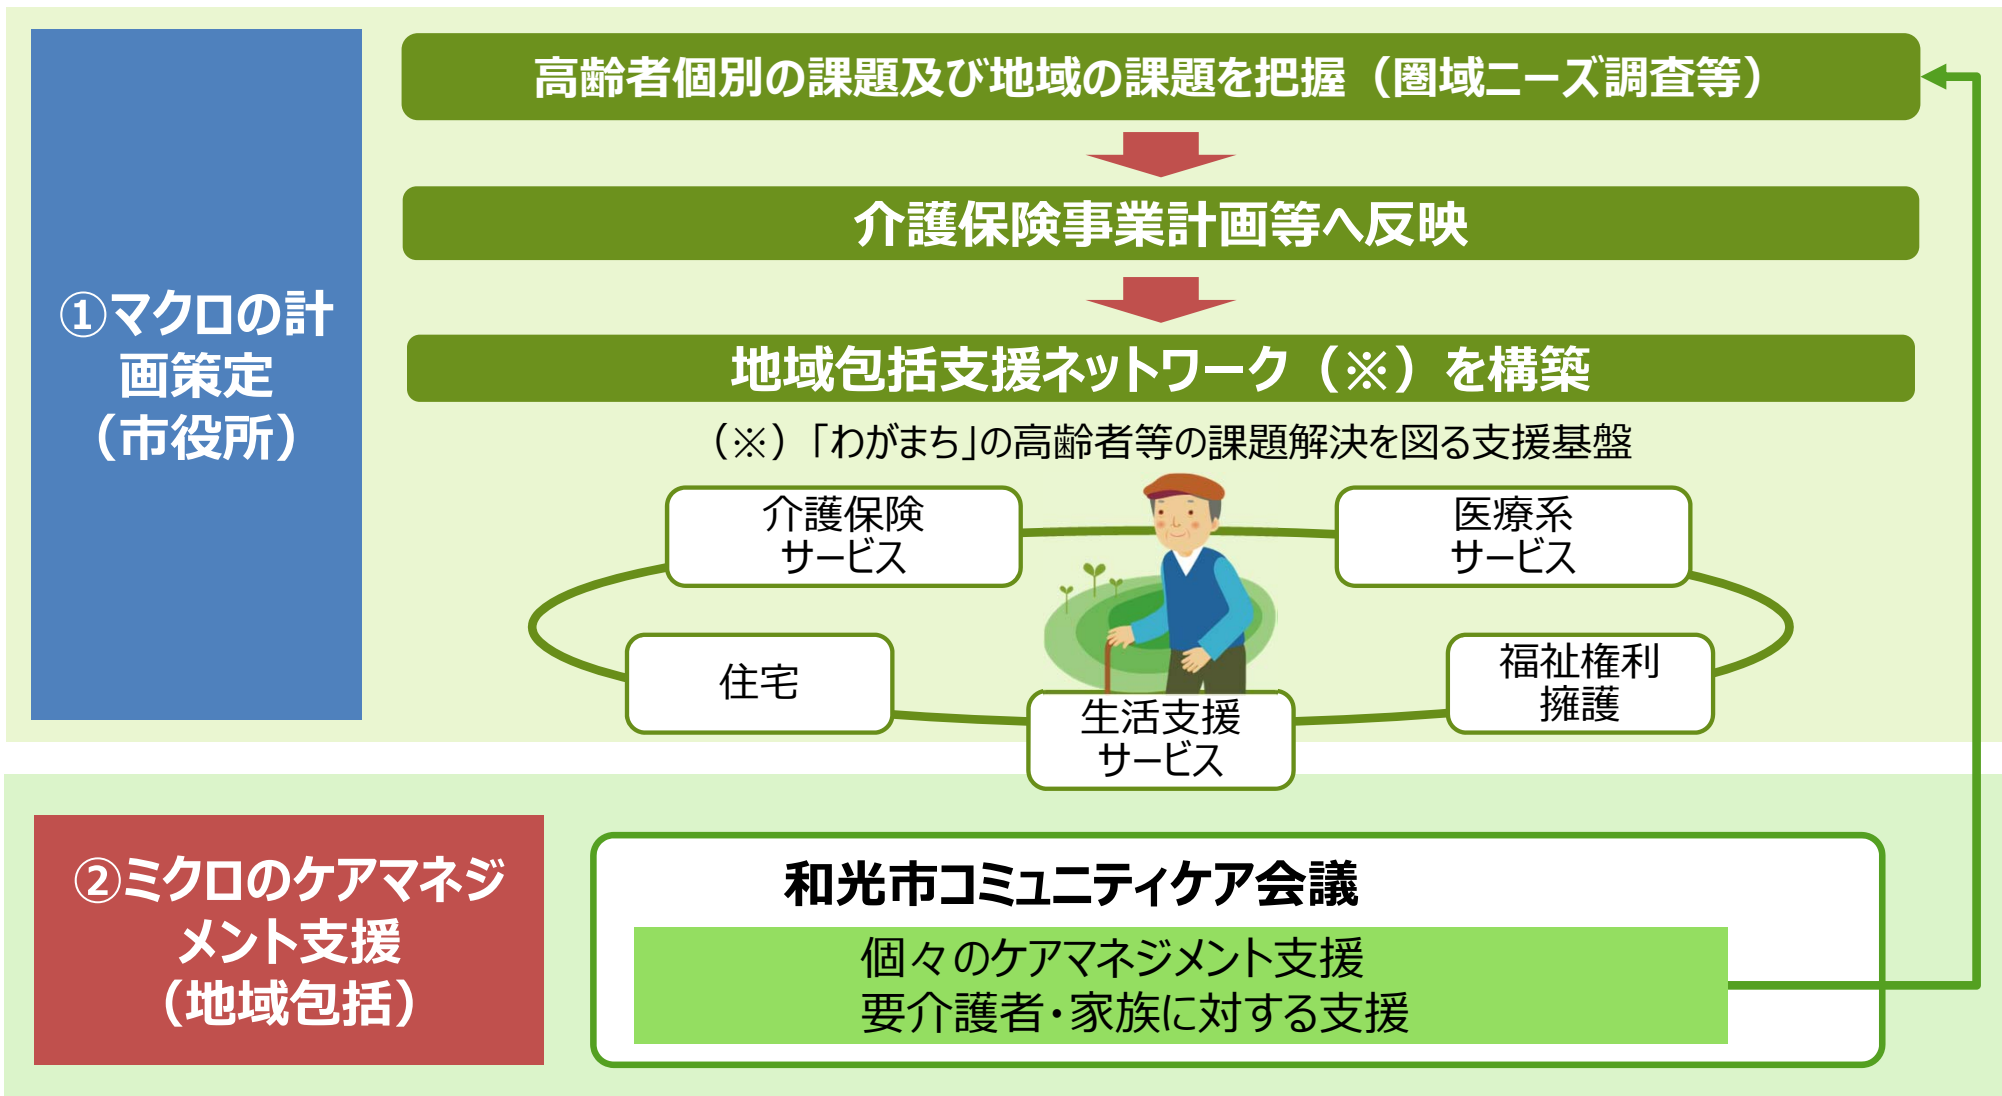 ①マクロの計
画策定
（市役所）
高齢者個別の課題及び地域の課題を把握（圏域ニーズ調査等）
介護保険事業計画等へ反映
地域包括支援ネットワーク（※）を構築
（※）「わがまち」の高齢者等の課題解決を図る支援基盤
介護保険
サービス
医療系
サービス
住宅
生活支援
サービス
福祉権利
擁護
②ミクロのケアマネジ
メント支援
（地域包括）
和光市コミュニティケア会議
個々のケアマネジメント支援
要介護者・家族に対する支援